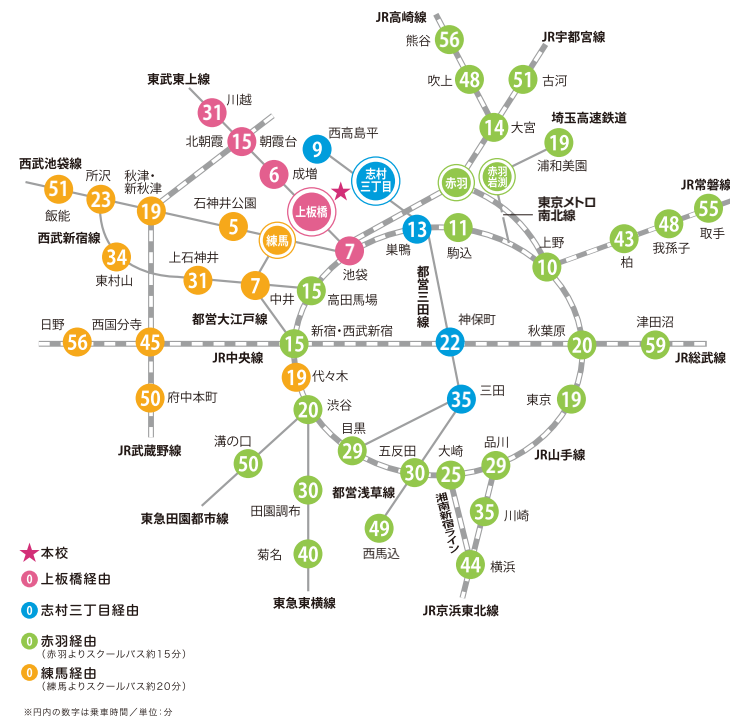 JR高崎線
熊谷
56
JR宇都宮線
吹上
48
51
古河
東武東上線
川越
31
埼玉高速鉄道
14
大宮
北朝霞
15
朝霞台
西高島平
9
19
浦和美園
西武池袋線
所沢
秋津・
新秋津
6
成増
志村
三丁目
赤羽
赤羽
岩淵
JR常磐線
51
飯能
23
19
石神井公園
上板橋
東京メトロ
南北線
55
取手
西武新宿線
5
練馬
13
巣鴨
11
駒込
上野
43
柏
48
我孫子
34
東村山
上石神井
31
7
中井
7
池袋
都営三田線
10
15
高田馬場
都営大江戸線
神保町
日野
56
西国分寺
45
JR中央線
15
新宿・西武新宿
22
秋葉原
20
津田沼
59
JR総武線
50
府中本町
19
代々木
35
三田
東京
19
20
渋谷
JR武蔵野線
溝の口
50
目黒
29
五反田
30
大崎
25
品川
29
JR山手線
30
田園調布
都営浅草線
湘南新宿ライン
35
川崎
東急田園都市線
49
西馬込
菊名
40
44
横浜
東急東横線
JR京浜東北線
本校
0
上板橋経由
0
志村三丁目経由
0
赤羽経由
（赤羽よりスクールバス約15分）
0
練馬経由
（練馬よりスクールバス約20分）
※円内の数字は乗車時間／単位：分